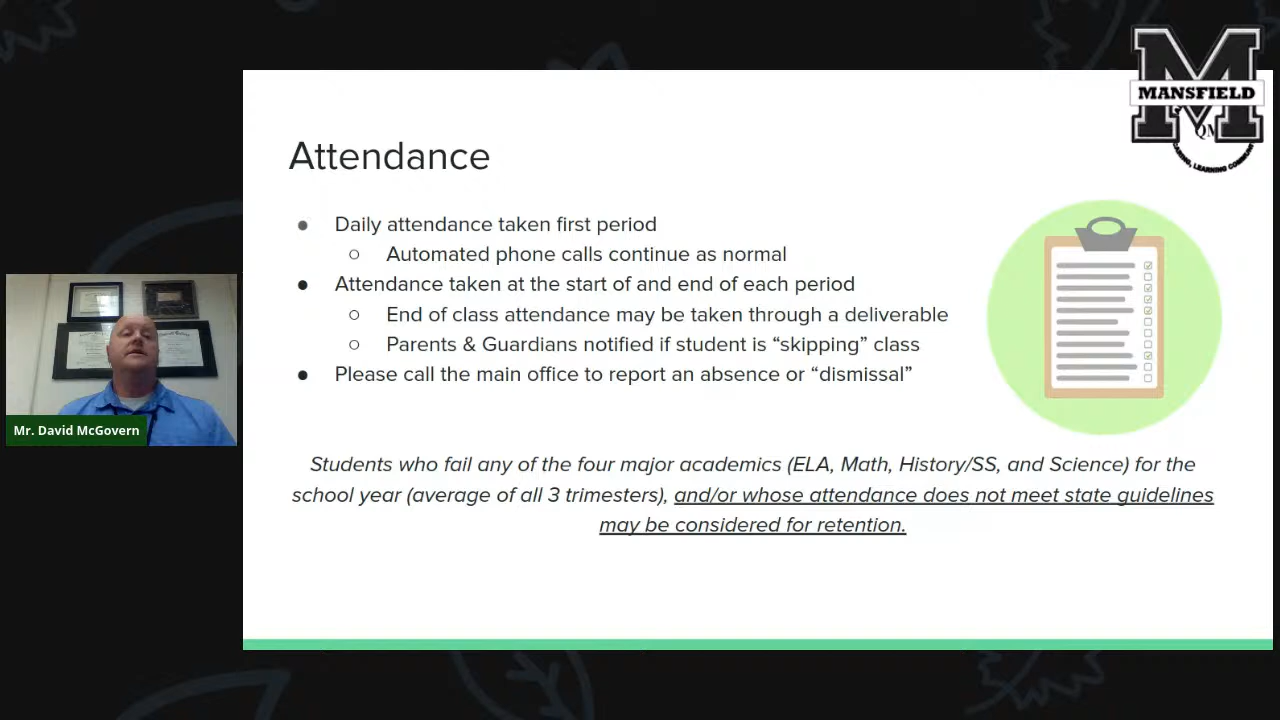 MANSFIELD
QM
Attendance
● Daily attendance taken first period
○ Automated phone calls continue as normal
● Attendance taken at the start of and end of each period
○ End of class attendance may be taken through a deliverable
○ Parents & Guardians notified if student is “skipping” class
● Please call the main office to report an absence or “dismissal”
Mr. David McGovern
Students who fail any of the four major academics (ELA, Math, History/SS, and Science) for the
school year (average of all 3 trimesters), and/or whose attendance does not meet state guidelines
may be considered for retention.